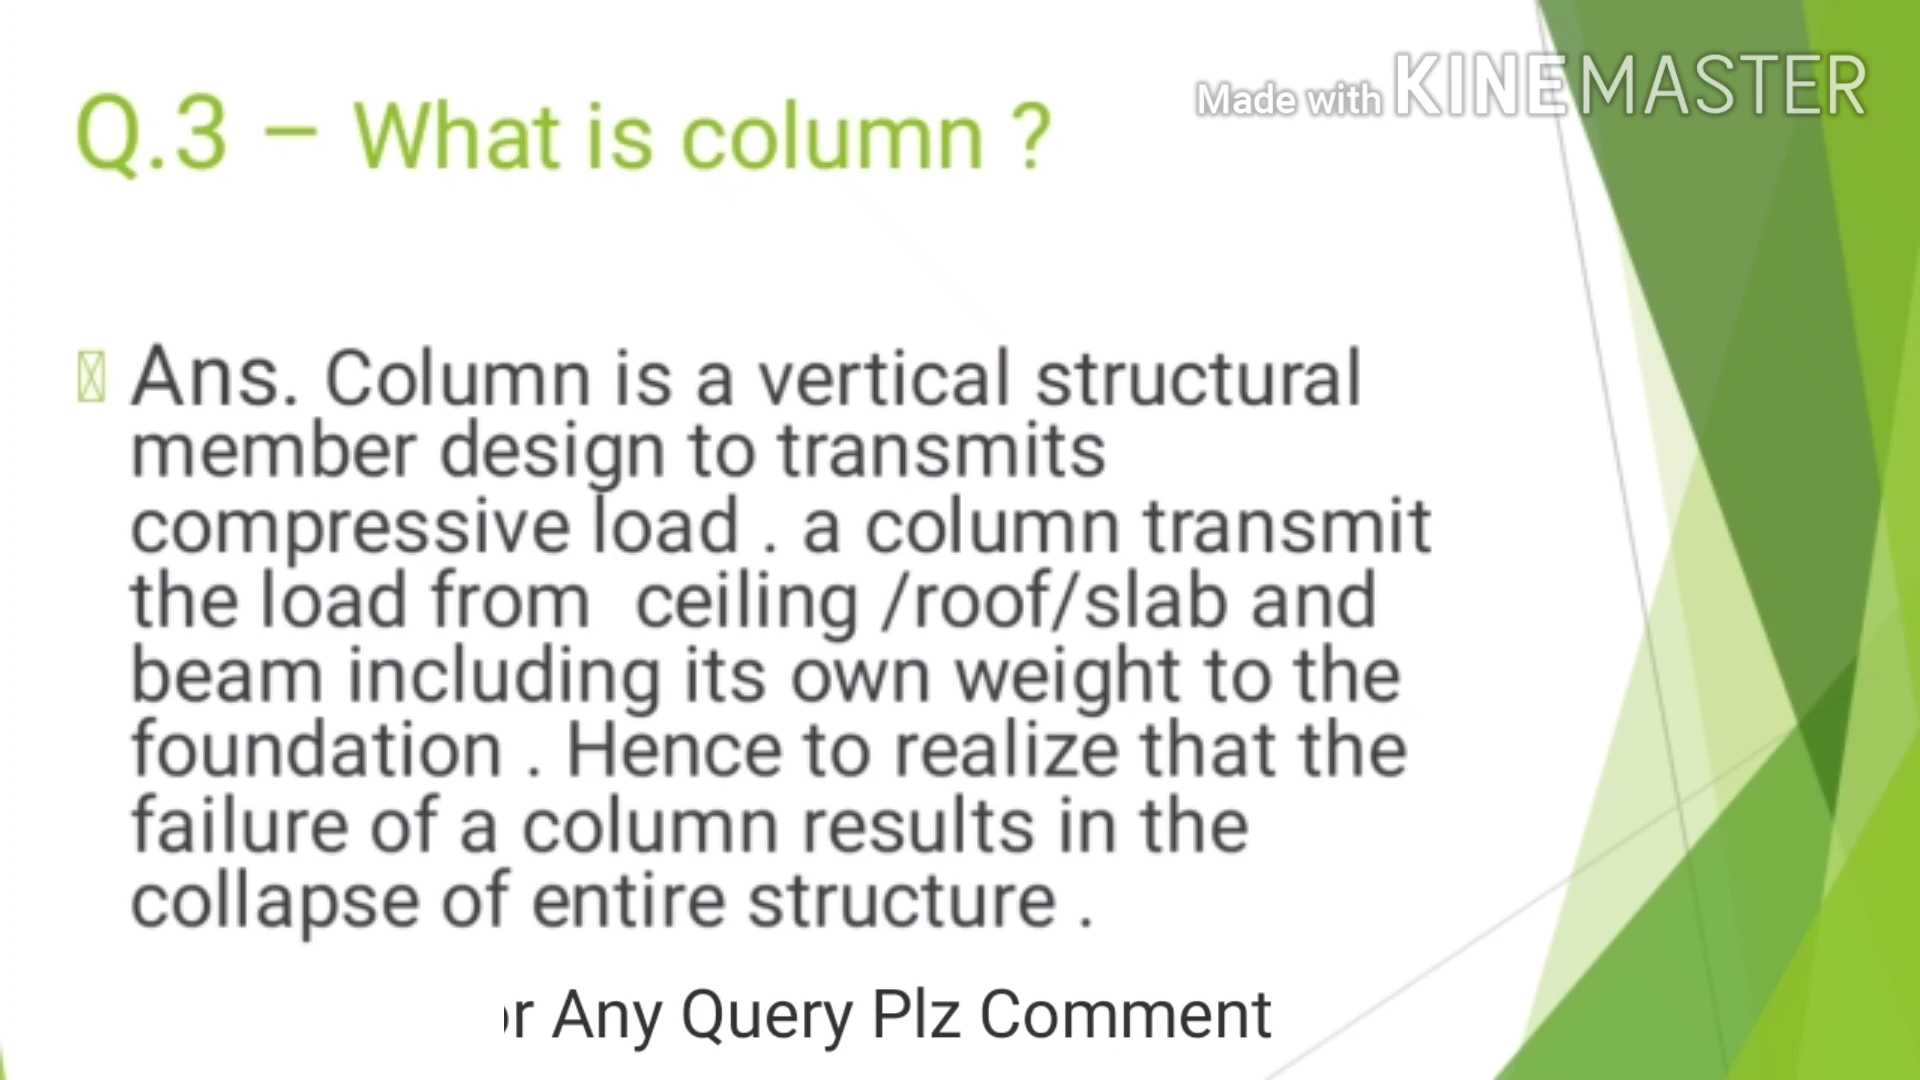 Made with KINEMASTER
Q.3 – What is column ?
Ans. Column is a vertical structural
member design to transmits
compressive load . a column transmit
the load from  ceiling /roof/slab and
beam including its own weight to the
foundation . Hence to realize that the
failure of a column results in the
collapse of entire structure .
r Any Query Plz Comment